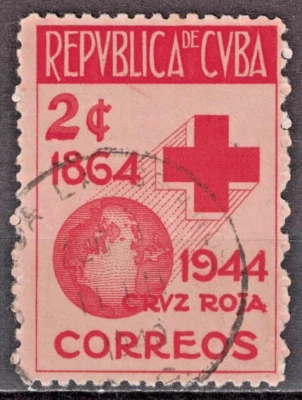 REPVBLICA DE CVBA
2¢
1864
1944
CRVZ ROJA
CORREOS